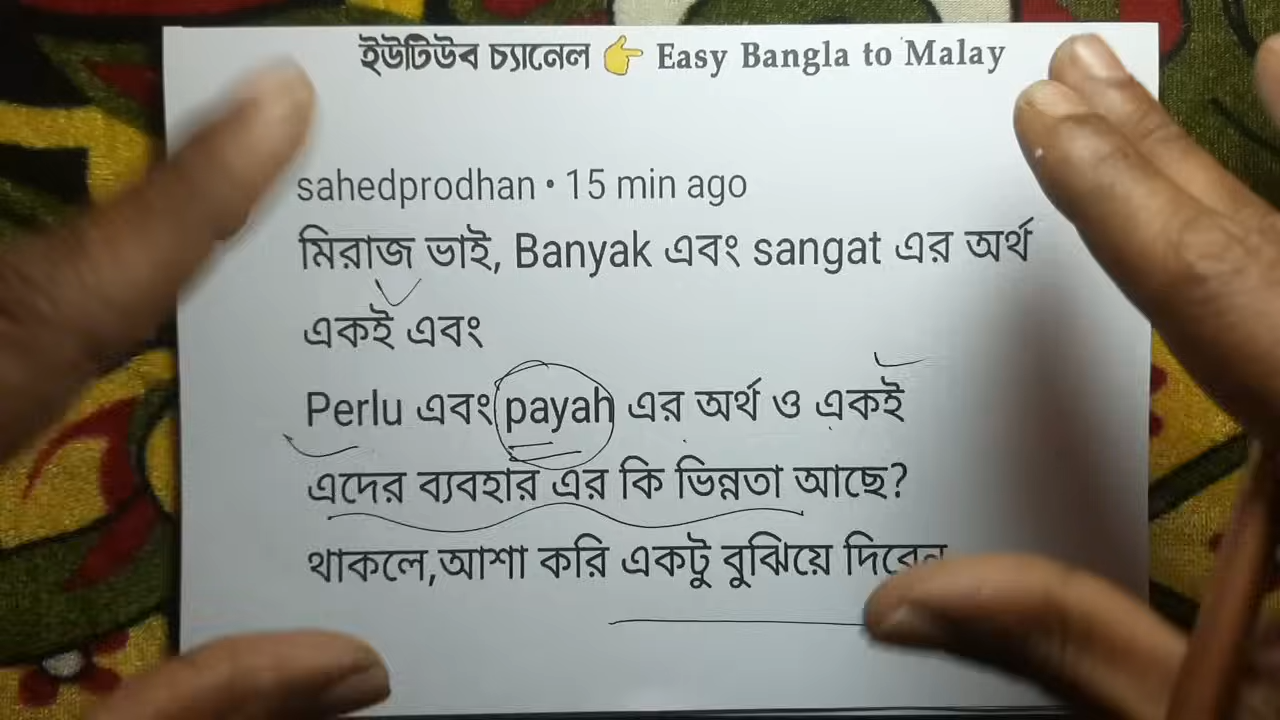 ইউটিউব চ্যানেল 👉 Easy Bangla to Malay
sahedprodhan • 15 min ago
মিরাজ ভাই, Banyak এবং sangat এর অর্থ
একই এবং
Perlu এবং payah এর অর্থ ও একই
এদের ব্যবহার এর কি ভিন্নতা আছে?
থাকলে,আশা করি একটু বুঝিয়ে দিবেন